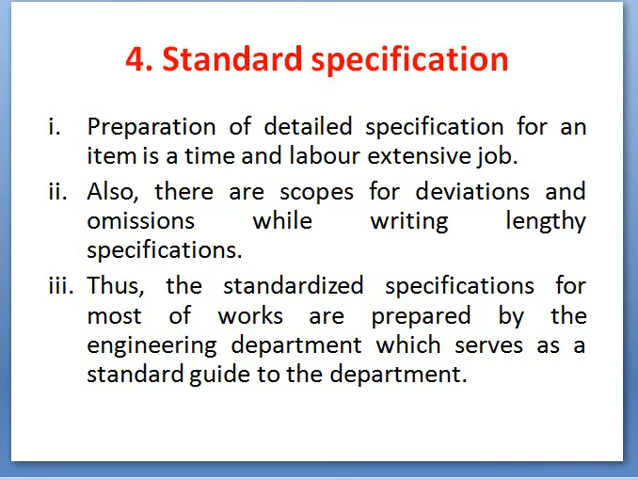 4. Standard specification
i. Preparation of detailed specification for an
item is a time and labour extensive job.
ii. Also, there are scopes for deviations and
omissions while writing lengthy
specifications.
iii. Thus, the standardized specifications for
most of works are prepared by the
engineering department which serves as a
standard guide to the department.